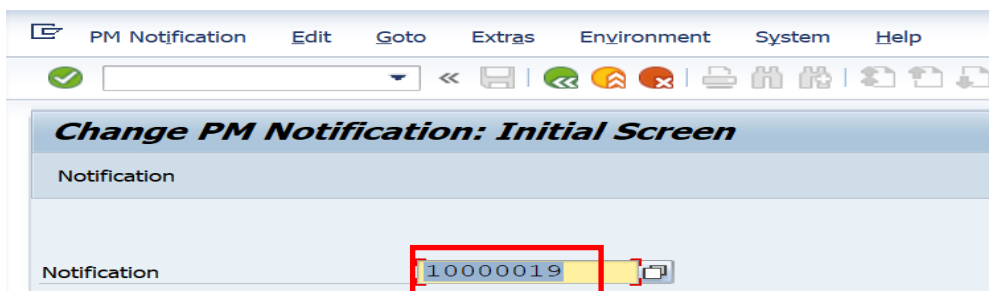 PM Notification Edit Goto Extras Environment System Help
Change PM Notification: Initial Screen
Notification
Notification 10000019